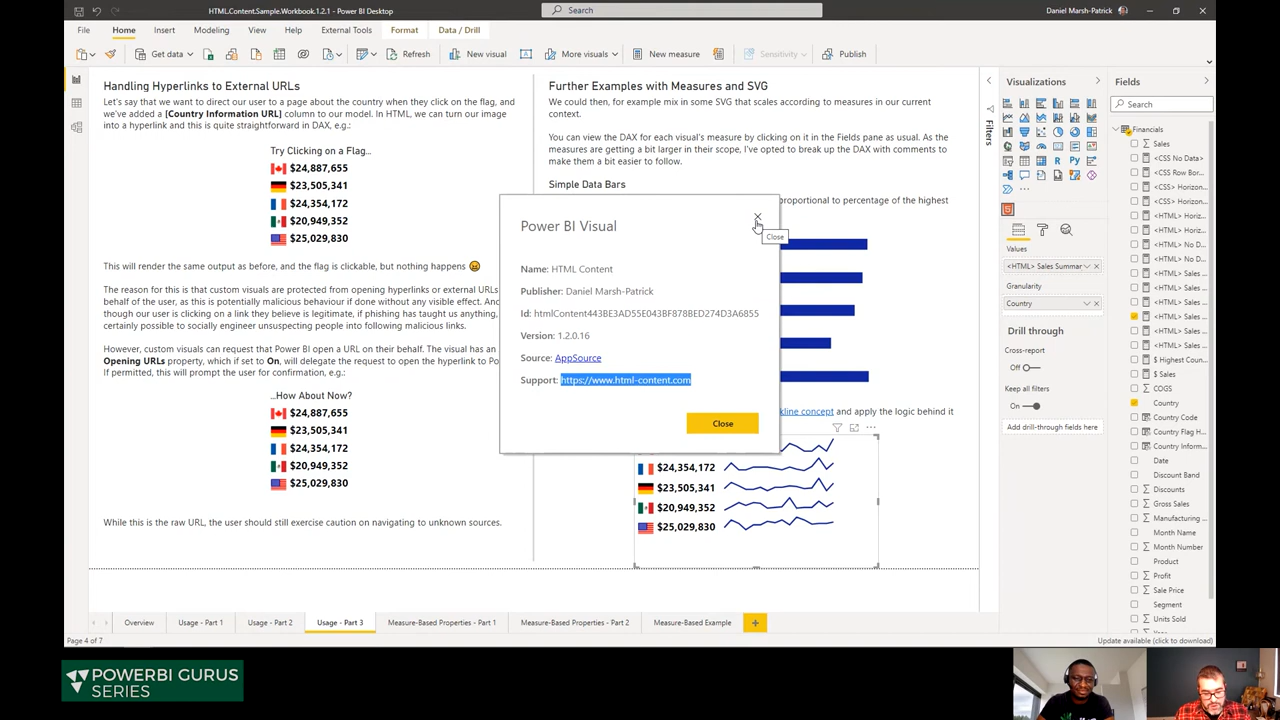 HTML.Content.Sample.Workbook.1.2.1 - Power BI Desktop
Search
Daniel Marsh-Patrick
File
Home
Insert
Modeling
View
Help
External Tools
Format
Data / Drill
Get data
Refresh
New visual
More visuals
New measure
Sensitivity
Publish
Handling Hyperlinks to External URLs
Let's say that we want to direct our user to a page about the country when they click on the flag, and
we've added a [Country Information URL] column to our model. In HTML, we can turn our image
into a hyperlink and this is quite straightforward in DAX, e.g.:
Try Clicking on a Flag...
$24,887,655
$23,505,341
$24,354,172
$20,949,352
$25,029,830
This will render the same output as before, and the flag is clickable, but nothing happens
The reason for this is that custom visuals are protected from opening hyperlinks or external URLs
behalf of the user, as this is potentially malicious behaviour if done without any visible effect. And
though our user is clicking on a link they believe is legitimate, if phishing has taught us anything,
certainly possible to socially engineer unsuspecting people into following malicious links.
However, custom visuals can request that Power BI open a URL on their behalf. The visual has an
Opening URLs property, which if set to On, will delegate the request to open the hyperlink to Po
If permitted, this will prompt the user for confirmation, e.g.:
...How About Now?
$24,887,655
$23,505,341
$24,354,172
$20,949,352
$25,029,830
While this is the raw URL, the user should still exercise caution on navigating to unknown sources.
Further Examples with Measures and SVG
We could then, for example mix in some SVG that scales according to measures in our current
context.
You can view the DAX for each visual's measure by clicking on it in the Fields pane as usual. As the
measures are getting a bit larger in their scope, I've opted to break up the DAX with comments to
make them a bit easier to follow.
Simple Data Bars
proportional to percentage of the highest
Power BI Visual
Close
Name: HTML Content
Publisher: Daniel Marsh-Patrick
Id: htmlContent443BE3AD55E043BF878BED274D3A6855
Version: 1.2.0.16
Source: AppSource
Support: https://www.html-content.com
Close
kline concept and apply the logic behind it
$24,354,172
$23,505,341
$20,949,352
$25,029,830
Filters
Visualizations
Values
<HTML> Sales Summar
Granularity
Country
Drill through
Cross-report
Off
Keep all filters
On
Add drill-through fields here
Fields
Search
Financials
Sales
<CSS No Data>
<CSS Row Bor...
<CSS> Horizon...
<HTML> Horiz...
<CSS> Horizon...
<HTML> Horiz...
<HTML> No D...
<HTML> No D...
<HTML> Sales ...
<HTML> Sales ...
<HTML> Sales ...
<HTML> Sales ...
<HTML> Sales ...
$ Highest Coun...
$ Sales
COGS
Country
Country Code
Country Flag H...
Country Inform...
Date
Discount Band
Discounts
Gross Sales
Manufacturing ...
Month Name
Month Number
Product
Profit
Sale Price
Segment
Units Sold
Overview
Usage - Part 1
Usage - Part 2
Usage - Part 3
Measure-Based Properties - Part 1
Measure-Based Properties - Part 2
Measure-Based Example
Page 4 of 7
Update available (click to download)
POWERBI GURUS
SERIES